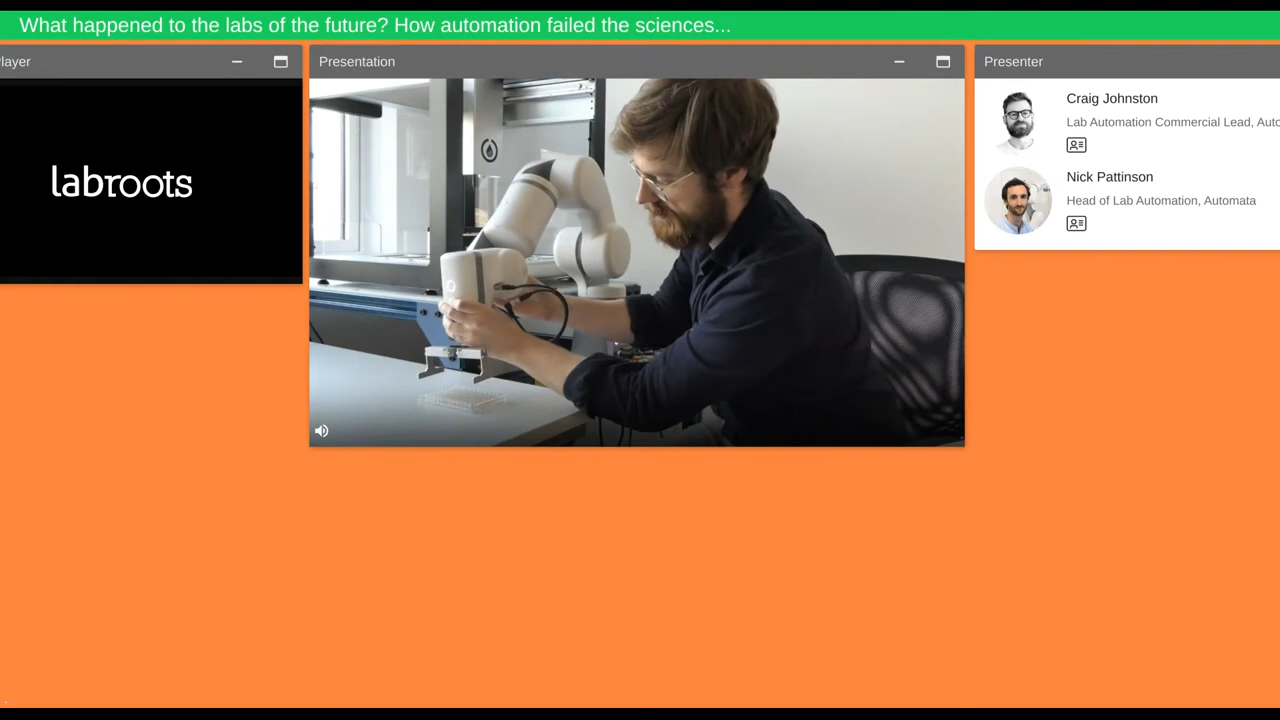 What happened to the labs of the future? How automation failed the sciences...
layer
Presentation
Presenter
labroots
Craig Johnston
Lab Automation Commercial Lead, Auto
Nick Pattinson
Head of Lab Automation, Automata